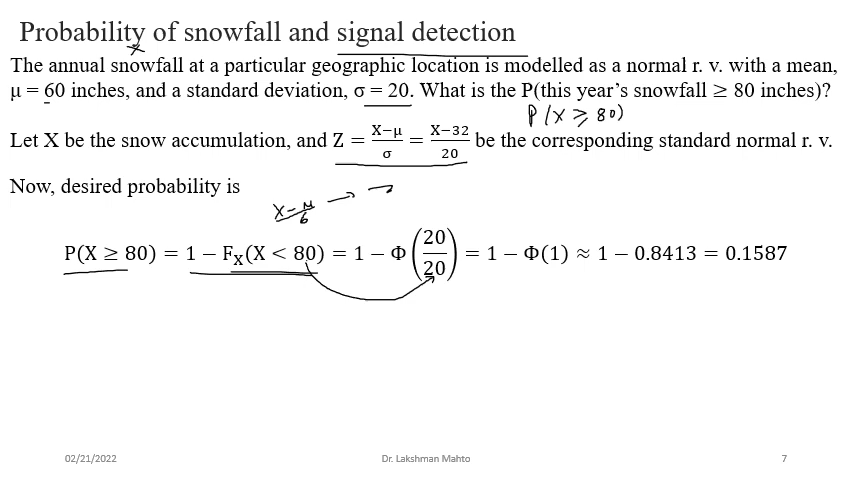 Probability of snowfall and signal detection
The annual snowfall at a particular geographic location is modelled as a normal r. v. with a mean,
μ = 60 inches, and a standard deviation, σ = 20. What is the P(this year's snowfall ≥ 80 inches)?
P(X ≥ 80)
Let X be the snow accumulation, and Z = X−μ/σ = X−32/20 be the corresponding standard normal r. v.
Now, desired probability is
X−μ/σ →
P(X ≥ 80) = 1 − F_X(X < 80) = 1 − Φ(20/20) = 1 − Φ(1) ≈ 1 − 0.8413 = 0.1587
02/21/2022 Dr. Lakshman Mahto 7